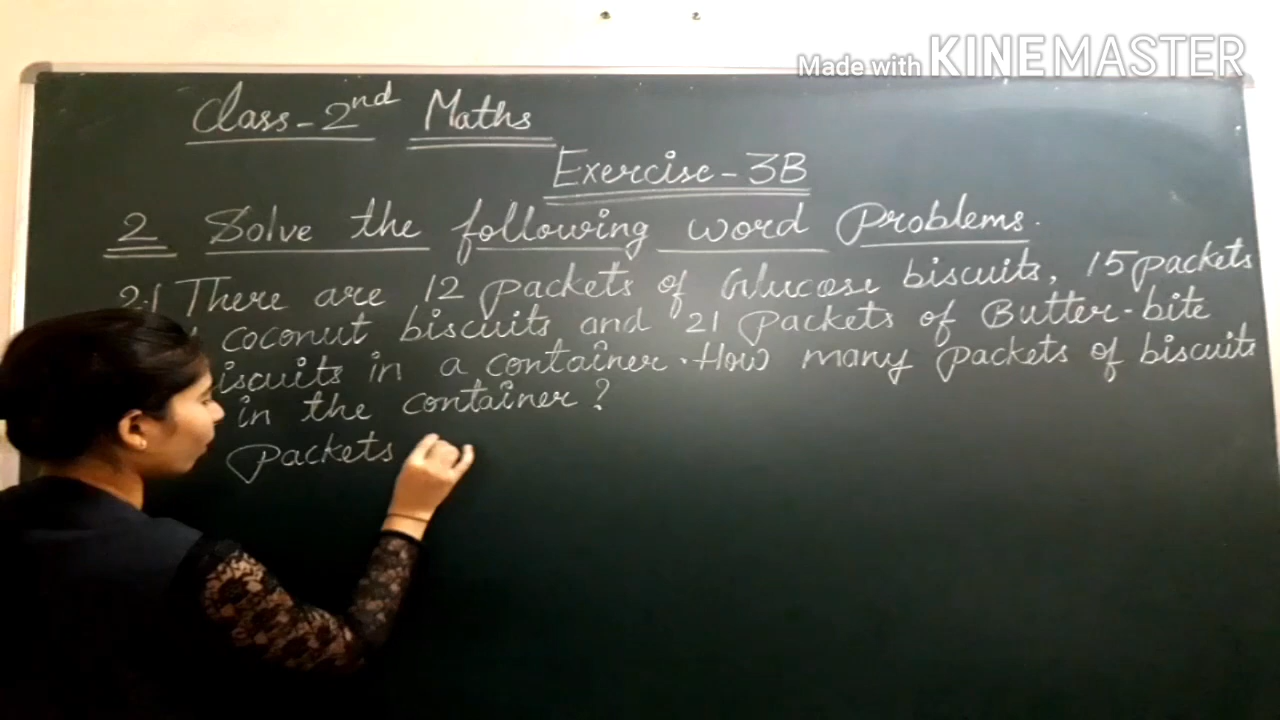 Made with KINEMASTER
Class-2nd Maths
Exercise-3B
2 Solve the following word problems.
2.1 There are 12 packets of Glucose biscuits, 15 packets
coconut biscuits and 21 packets of Butter-bite
iscuits in a container. How many packets of biscuits
in the container?
packets